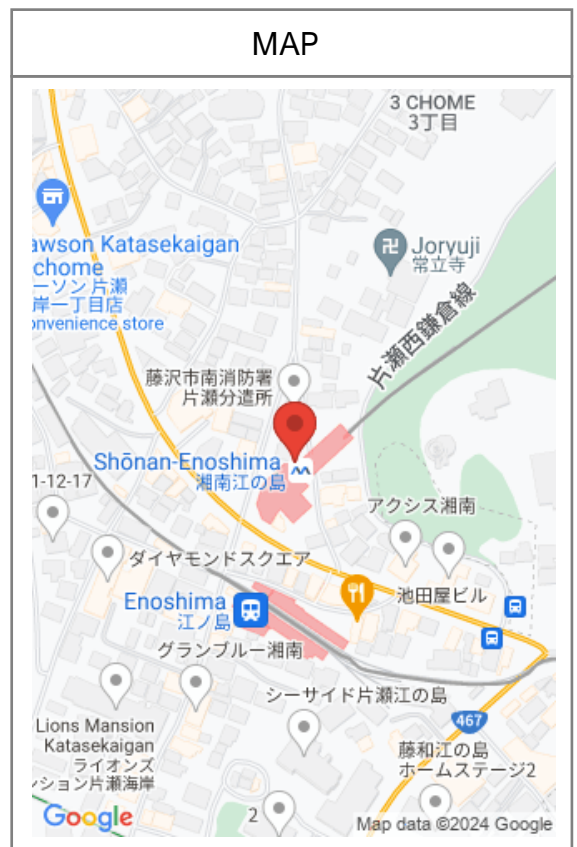 MAP
3 CHOME
3丁目
awson Katasekaigan
chome
ーソン 片瀬
岸一丁目店
onvenience store
Joryuji
常立寺
片瀬西鎌倉線
藤沢市南消防署
片瀬分遣所
Shōnan-Enoshima
湘南江の島
1-12-17
アクシス湘南
ダイヤモンドスクエア
Enoshima
江ノ島
池田屋ビル
グランブルー湘南
シーサイド片瀬江の島
467
Lions Mansion
Katasekaigan
ライオンズ
ンション片瀬海岸
藤和江の島
ホームステージ2
2
Google
Map data ©2024 Google